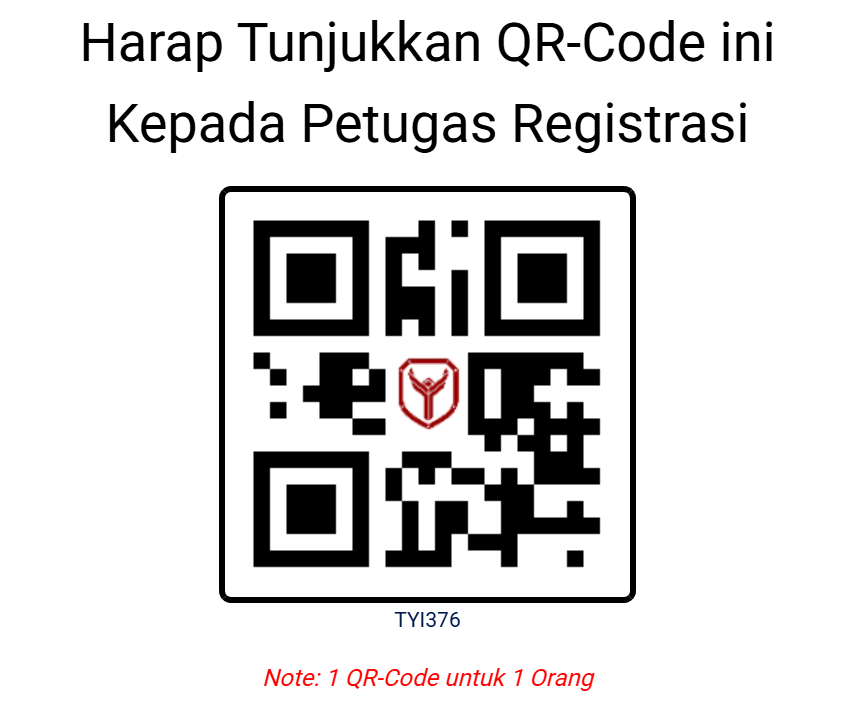 Harap Tunjukkan QR-Code ini
Kepada Petugas Registrasi
TYI376
Note: 1 QR-Code untuk 1 Orang